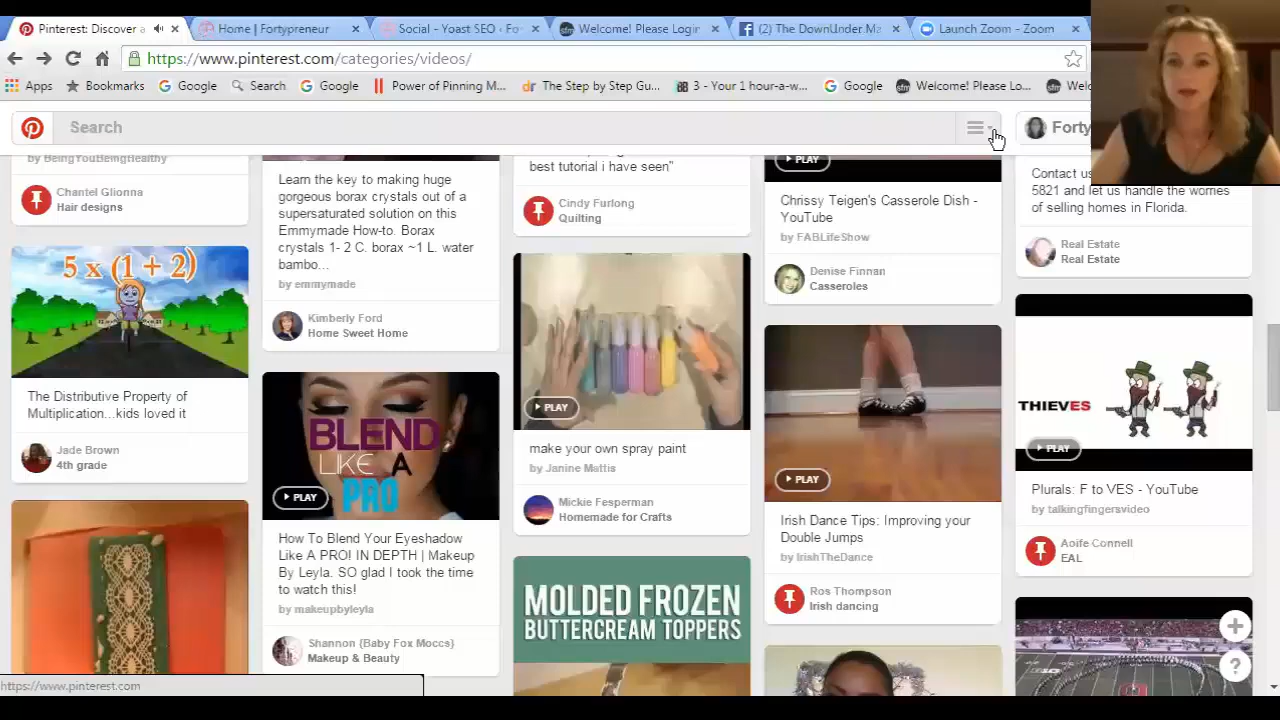 Pinterest: Discover a
Home | Fortypreneur
Social - Yoast SEO ‹ Fo
Welcome! Please Login
(2) The DownUnder Ma
Launch Zoom - Zoom
https://www.pinterest.com/categories/videos/
Apps
Bookmarks
Google
Search
Google
Power of Pinning M...
The Step by Step Gu...
3 - Your 1 hour-a-w...
Google
Welcome! Please Lo...
Welco
Search
Forty
by BeingYouBeingHealthy
Chantel Glionna
Hair designs
5 x (1 + 2)
The Distributive Property of
Multiplication...kids loved it
Jade Brown
4th grade
Learn the key to making huge
gorgeous borax crystals out of a
supersaturated solution on this
Emmymade How-to. Borax
crystals 1- 2 C. borax ~1 L. water
bambo...
by emmymade
Kimberly Ford
Home Sweet Home
BLEND
LIKE A
PRO
PLAY
How To Blend Your Eyeshadow
Like A PRO! IN DEPTH | Makeup
By Leyla. SO glad I took the time
to watch this!
by makeupbyleyla
Shannon {Baby Fox Moccs}
Makeup & Beauty
best tutorial i have seen"
Cindy Furlong
Quilting
PLAY
make your own spray paint
by Janine Mattis
Mickie Fesperman
Homemade for Crafts
MOLDED FROZEN
BUTTERCREAM TOPPERS
PLAY
Chrissy Teigen's Casserole Dish -
YouTube
by FABLifeShow
Denise Finnan
Casseroles
PLAY
Irish Dance Tips: Improving your
Double Jumps
by IrishTheDance
Ros Thompson
Irish dancing
Contact us
5821 and let us handle the worries
of selling homes in Florida.
Real Estate
Real Estate
THIEVES
PLAY
Plurals: F to VES - YouTube
by talkingfingersvideo
Aoife Connell
EAL
https://www.pinterest.com